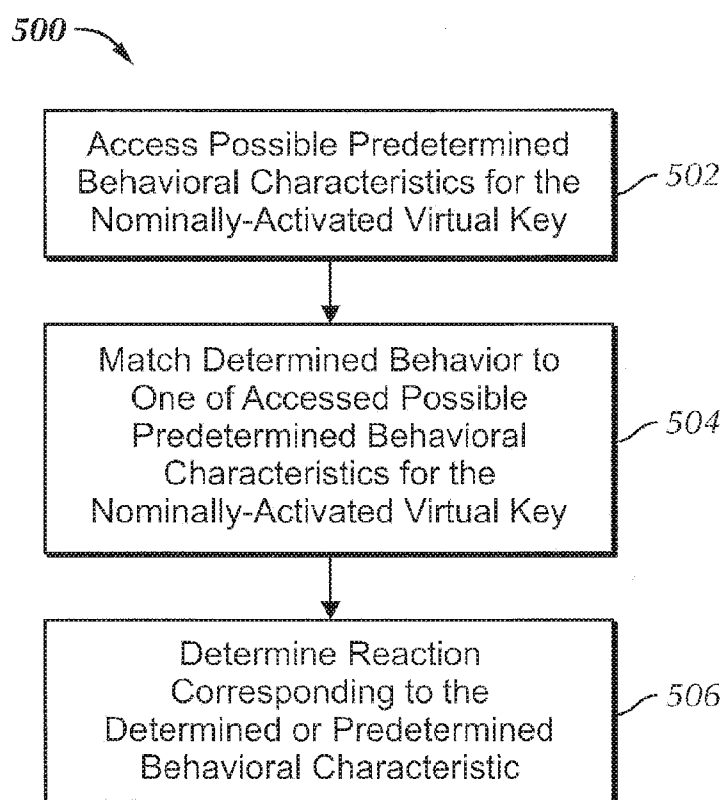 500
Access Possible Predetermined
Behavioral Characteristics for the
Nominally-Activated Virtual Key
502
Match Determined Behavior to
One of Accessed Possible
Predetermined Behavioral
Characteristics for the
Nominally-Activated Virtual Key
504
Determine Reaction
Corresponding to the
Determined or Predetermined
Behavioral Characteristic
506